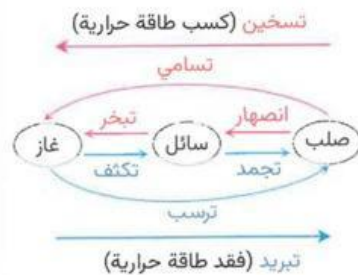 تسخين (كسب طاقة حرارية)
تسامي
انصهار
تبخر
صلب
سائل
غاز
تجمد
تكثف
ترسب
تبريد (فقد طاقة حرارية)